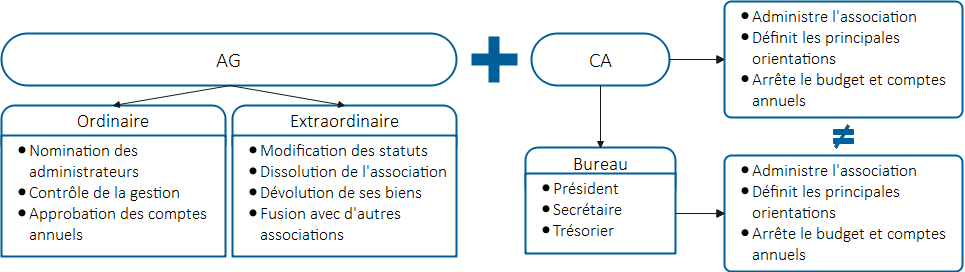 AG
Ordinaire
• Nomination des
administrateurs
• Contrôle de la gestion
• Approbation des comptes
annuels
Extraordinaire
• Modification des statuts
• Dissolution de l'association
• Dévolution de ses biens
• Fusion avec d'autres
associations
+
CA
• Administre l'association
• Définit les principales
orientations
• Arrête le budget et comptes
annuels
≠
Bureau
• Président
• Secrétaire
• Trésorier
• Administre l'association
• Définit les principales
orientations
• Arrête le budget et comptes
annuels